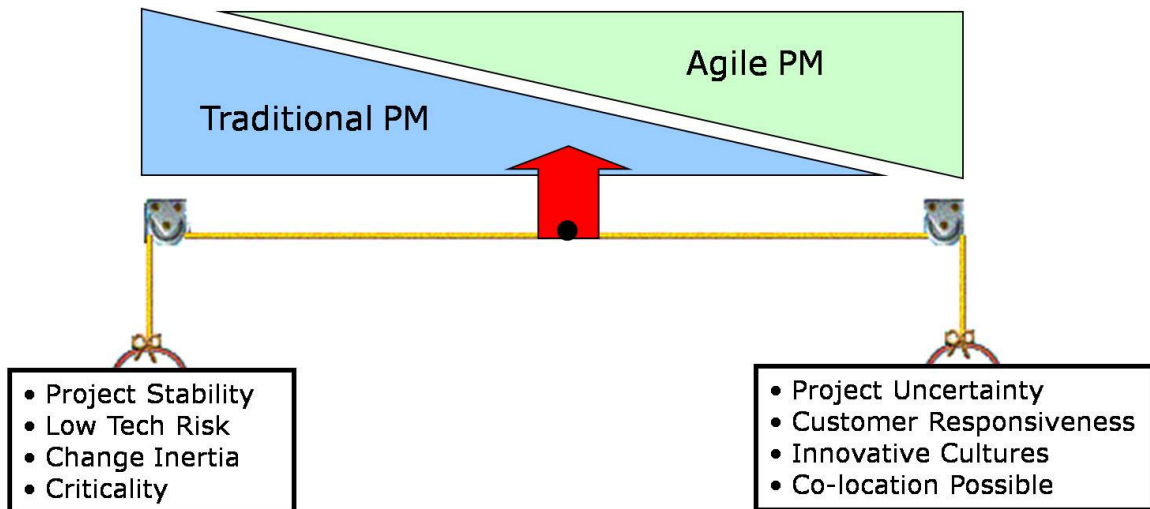 Agile PM
Traditional PM
• Project Stability
• Low Tech Risk
• Change Inertia
• Criticality
• Project Uncertainty
• Customer Responsiveness
• Innovative Cultures
• Co-location Possible